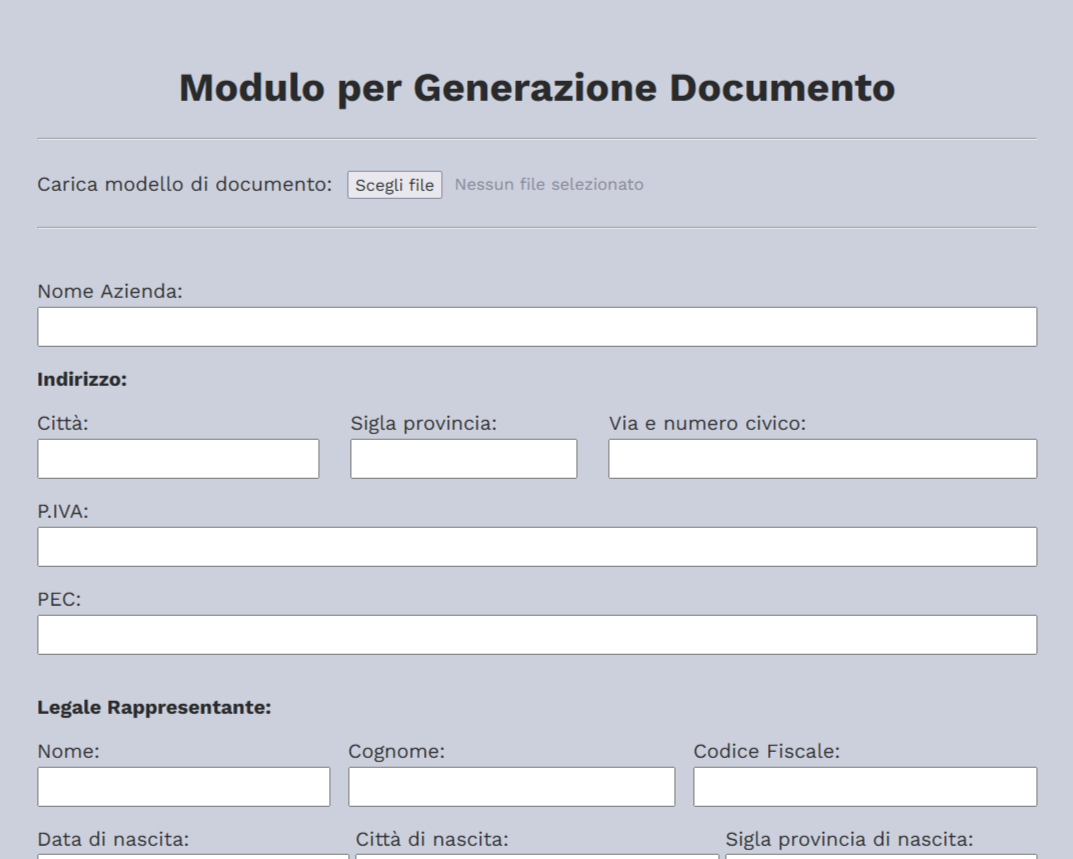 Modulo per Generazione Documento
Carica modello di documento: Scegli file Nessun file selezionato
Nome Azienda:
Indirizzo:
Città: Sigla provincia: Via e numero civico:
P.IVA:
PEC:
Legale Rappresentante:
Nome: Cognome: Codice Fiscale:
Data di nascita: Città di nascita: Sigla provincia di nascita: